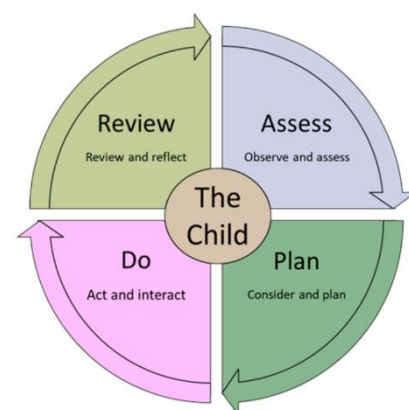 Review
Review and reflect
Assess
Observe and assess
The
Child
Do
Act and interact
Plan
Consider and plan